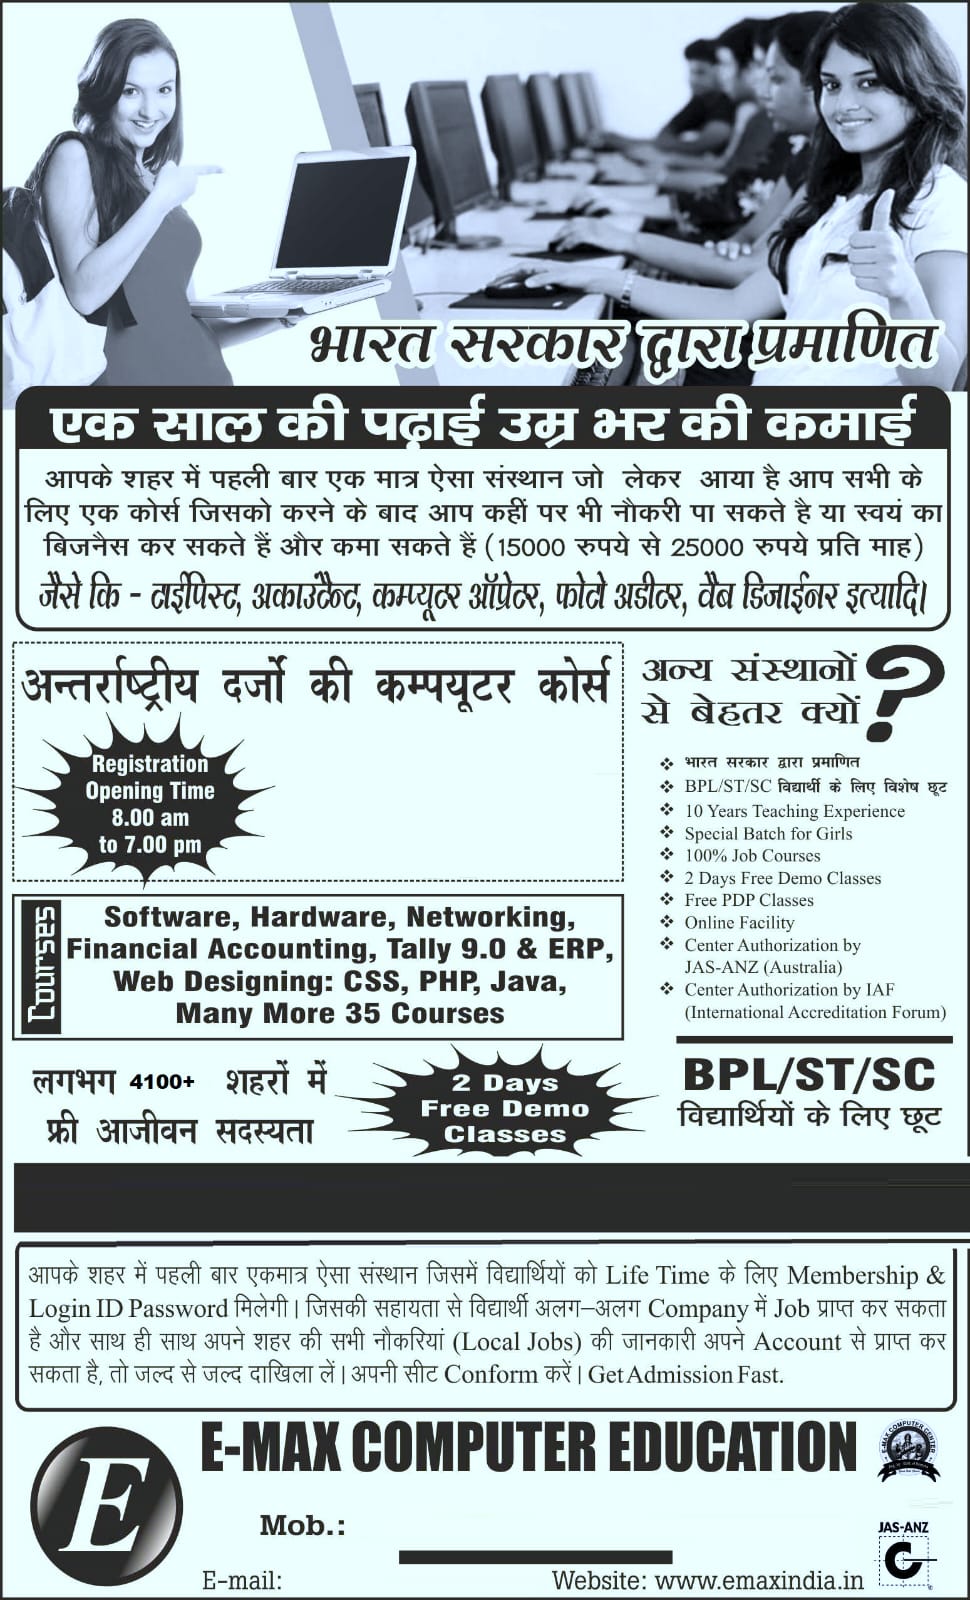 भारत सरकार द्वारा प्रमाणित
एक साल की पढ़ाई उम्र भर की कमाई
आपके शहर में पहली बार एक मात्र ऐसा संस्थान जो लेकर आया है आप सभी के
लिए एक कोर्स जिसको करने के बाद आप कहीं पर भी नौकरी पा सकते है या स्वयं का
बिजनैस कर सकते हैं और कमा सकते हैं (15000 रुपये से 25000 रुपये प्रति माह)
जैसे कि - टाईपिस्ट, अकाउंटैन्ट, कम्प्यूटर ऑप्रेटर, फोटो अडीटर, वैब डिजाईनर इत्यादि।
अन्तर्राष्ट्रीय दर्जो की कम्पयूटर कोर्स
Registration
Opening Time
8.00 am
to 7.00 pm
अन्य संस्थानों
से बेहतर क्यों ?
❖ भारत सरकार द्वारा प्रमाणित
❖ BPL/ST/SC विद्यार्थी के लिए विशेष छूट
❖ 10 Years Teaching Experience
❖ Special Batch for Girls
❖ 100% Job Courses
❖ 2 Days Free Demo Classes
❖ Free PDP Classes
❖ Online Facility
❖ Center Authorization by
JAS-ANZ (Australia)
❖ Center Authorization by IAF
(International Accreditation Forum)
Courses
Software, Hardware, Networking,
Financial Accounting, Tally 9.0 & ERP,
Web Designing: CSS, PHP, Java,
Many More 35 Courses
लगभग 4100+ शहरों में
फ्री आजीवन सदस्यता
2 Days
Free Demo
Classes
BPL/ST/SC
विद्यार्थियों के लिए छूट
आपके शहर में पहली बार एकमात्र ऐसा संस्थान जिसमें विद्यार्थियों को Life Time के लिए Membership &
Login ID Password मिलेगी। जिसकी सहायता से विद्यार्थी अलग–अलग Company में Job प्राप्त कर सकता
है और साथ ही साथ अपने शहर की सभी नौकरियां (Local Jobs) की जानकारी अपने Account से प्राप्त कर
सकता है, तो जल्द से जल्द दाखिला लें। अपनी सीट Conform करें। Get Admission Fast.
E
E-MAX COMPUTER EDUCATION
E-MAX COMPUTER CENTER
Mob.:
JAS-ANZ
E-mail:
Website: www.emaxindia.in